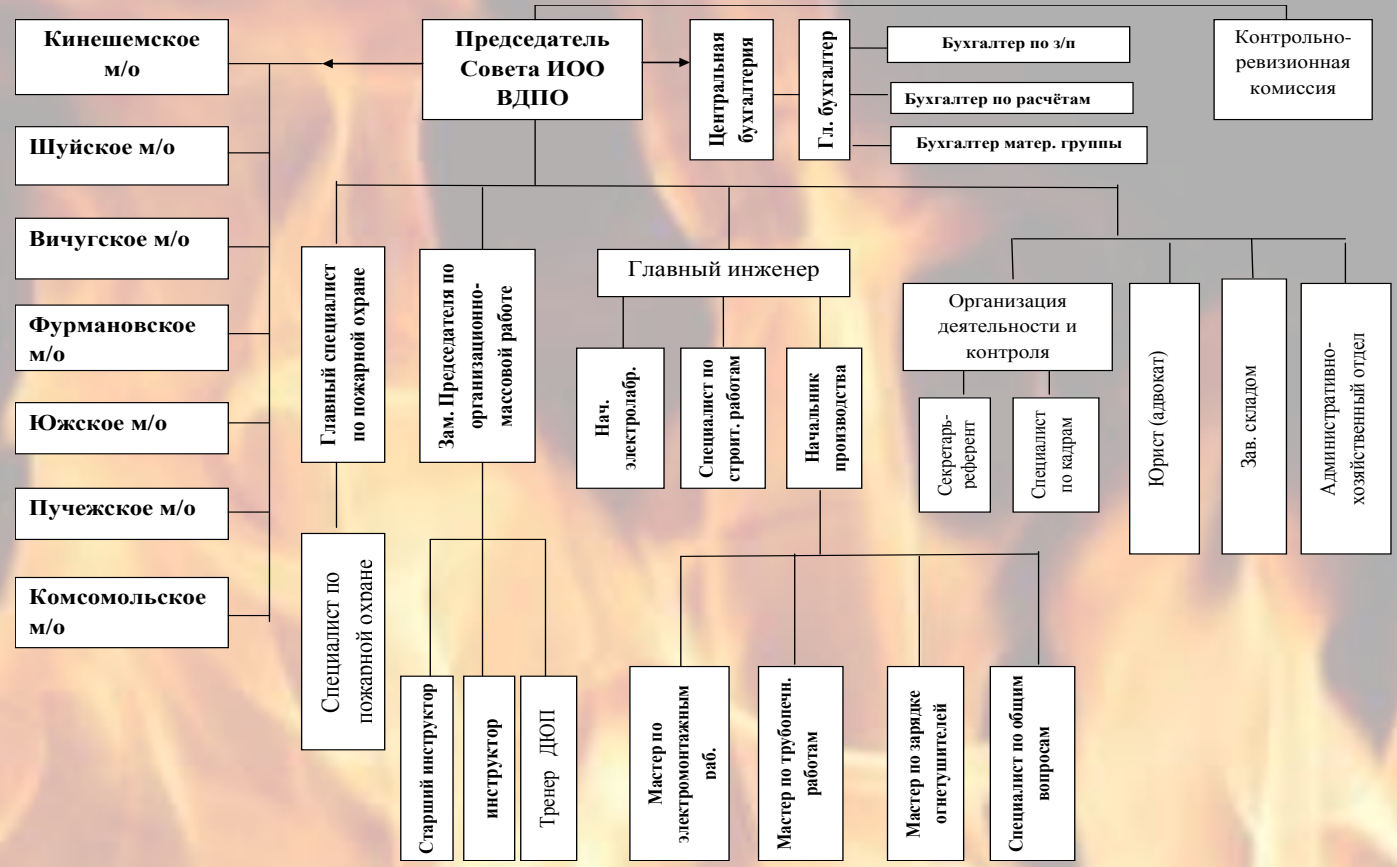 Кинешемское
м/о
Шуйское м/о
Вичугское м/о
Фурмановское
м/о
Южское м/о
Пучежское м/о
Комсомольское
м/о
Председатель
Совета ИОО
ВДПО
Центральная
бухгалтерия
Гл. бухгалтер
Бухгалтер по з/п
Бухгалтер по расчётам
Бухгалтер матер. группы
Контрольно-
ревизионная
комиссия
Главный специалист
по пожарной охране
Специалист по
пожарной охране
Зам. Председателя по
организационно-
массовой работе
Старший инструктор
инструктор
Тренер ДЮП
Главный инженер
Нач.
электролабр.
Специалист по
строит. работам
Начальник
производства
Мастер по
электромонтажным
раб.
Мастер по трубопечн.
работам
Мастер по зарядке
огнетушителей
Специалист по общим
вопросам
Организация
деятельности и
контроля
Секретарь-
референт
Специалист
по кадрам
Юрист (адвокат)
Зав. складом
Административно-
хозяйственный отдел